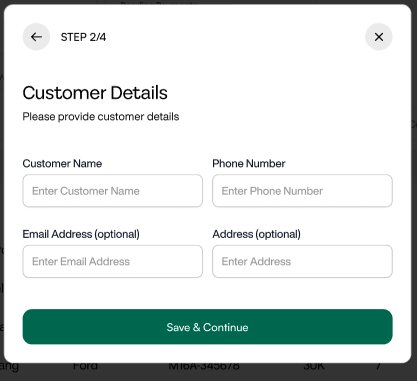 STEP 2/4
Customer Details
Please provide customer details
Customer Name
Phone Number
Enter Customer Name
Enter Phone Number
Email Address (optional)
Address (optional)
Enter Email Address
Enter Address
Save & Continue
Ford
M16A-345678
30K
7